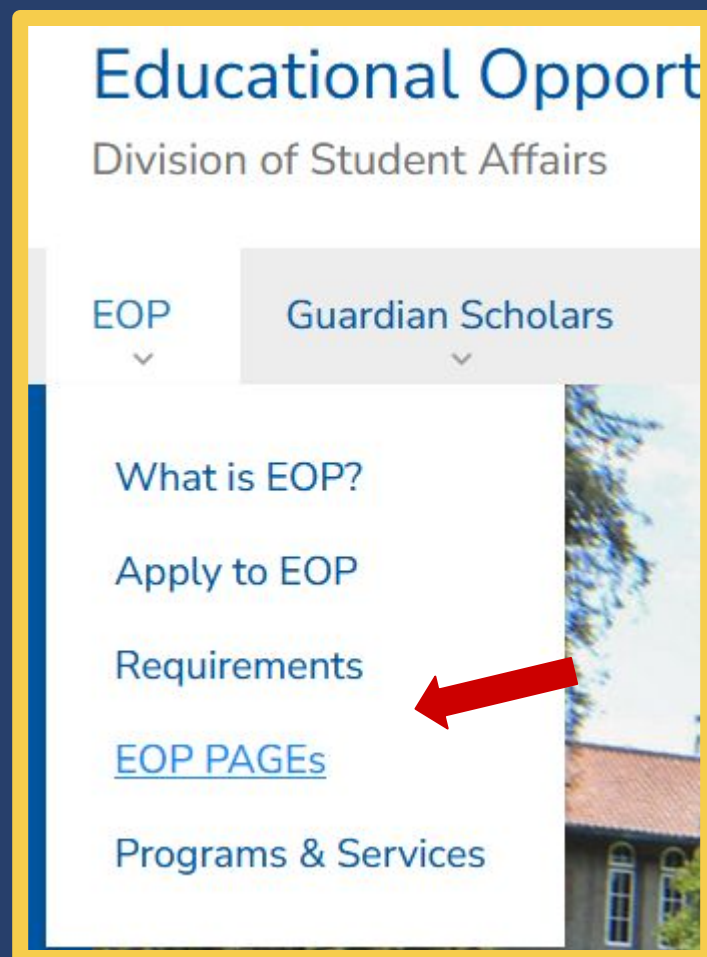 Educational Opport
Division of Student Affairs
EOP
Guardian Scholars
What is EOP?
Apply to EOP
Requirements
EOP PAGEs
Programs & Services